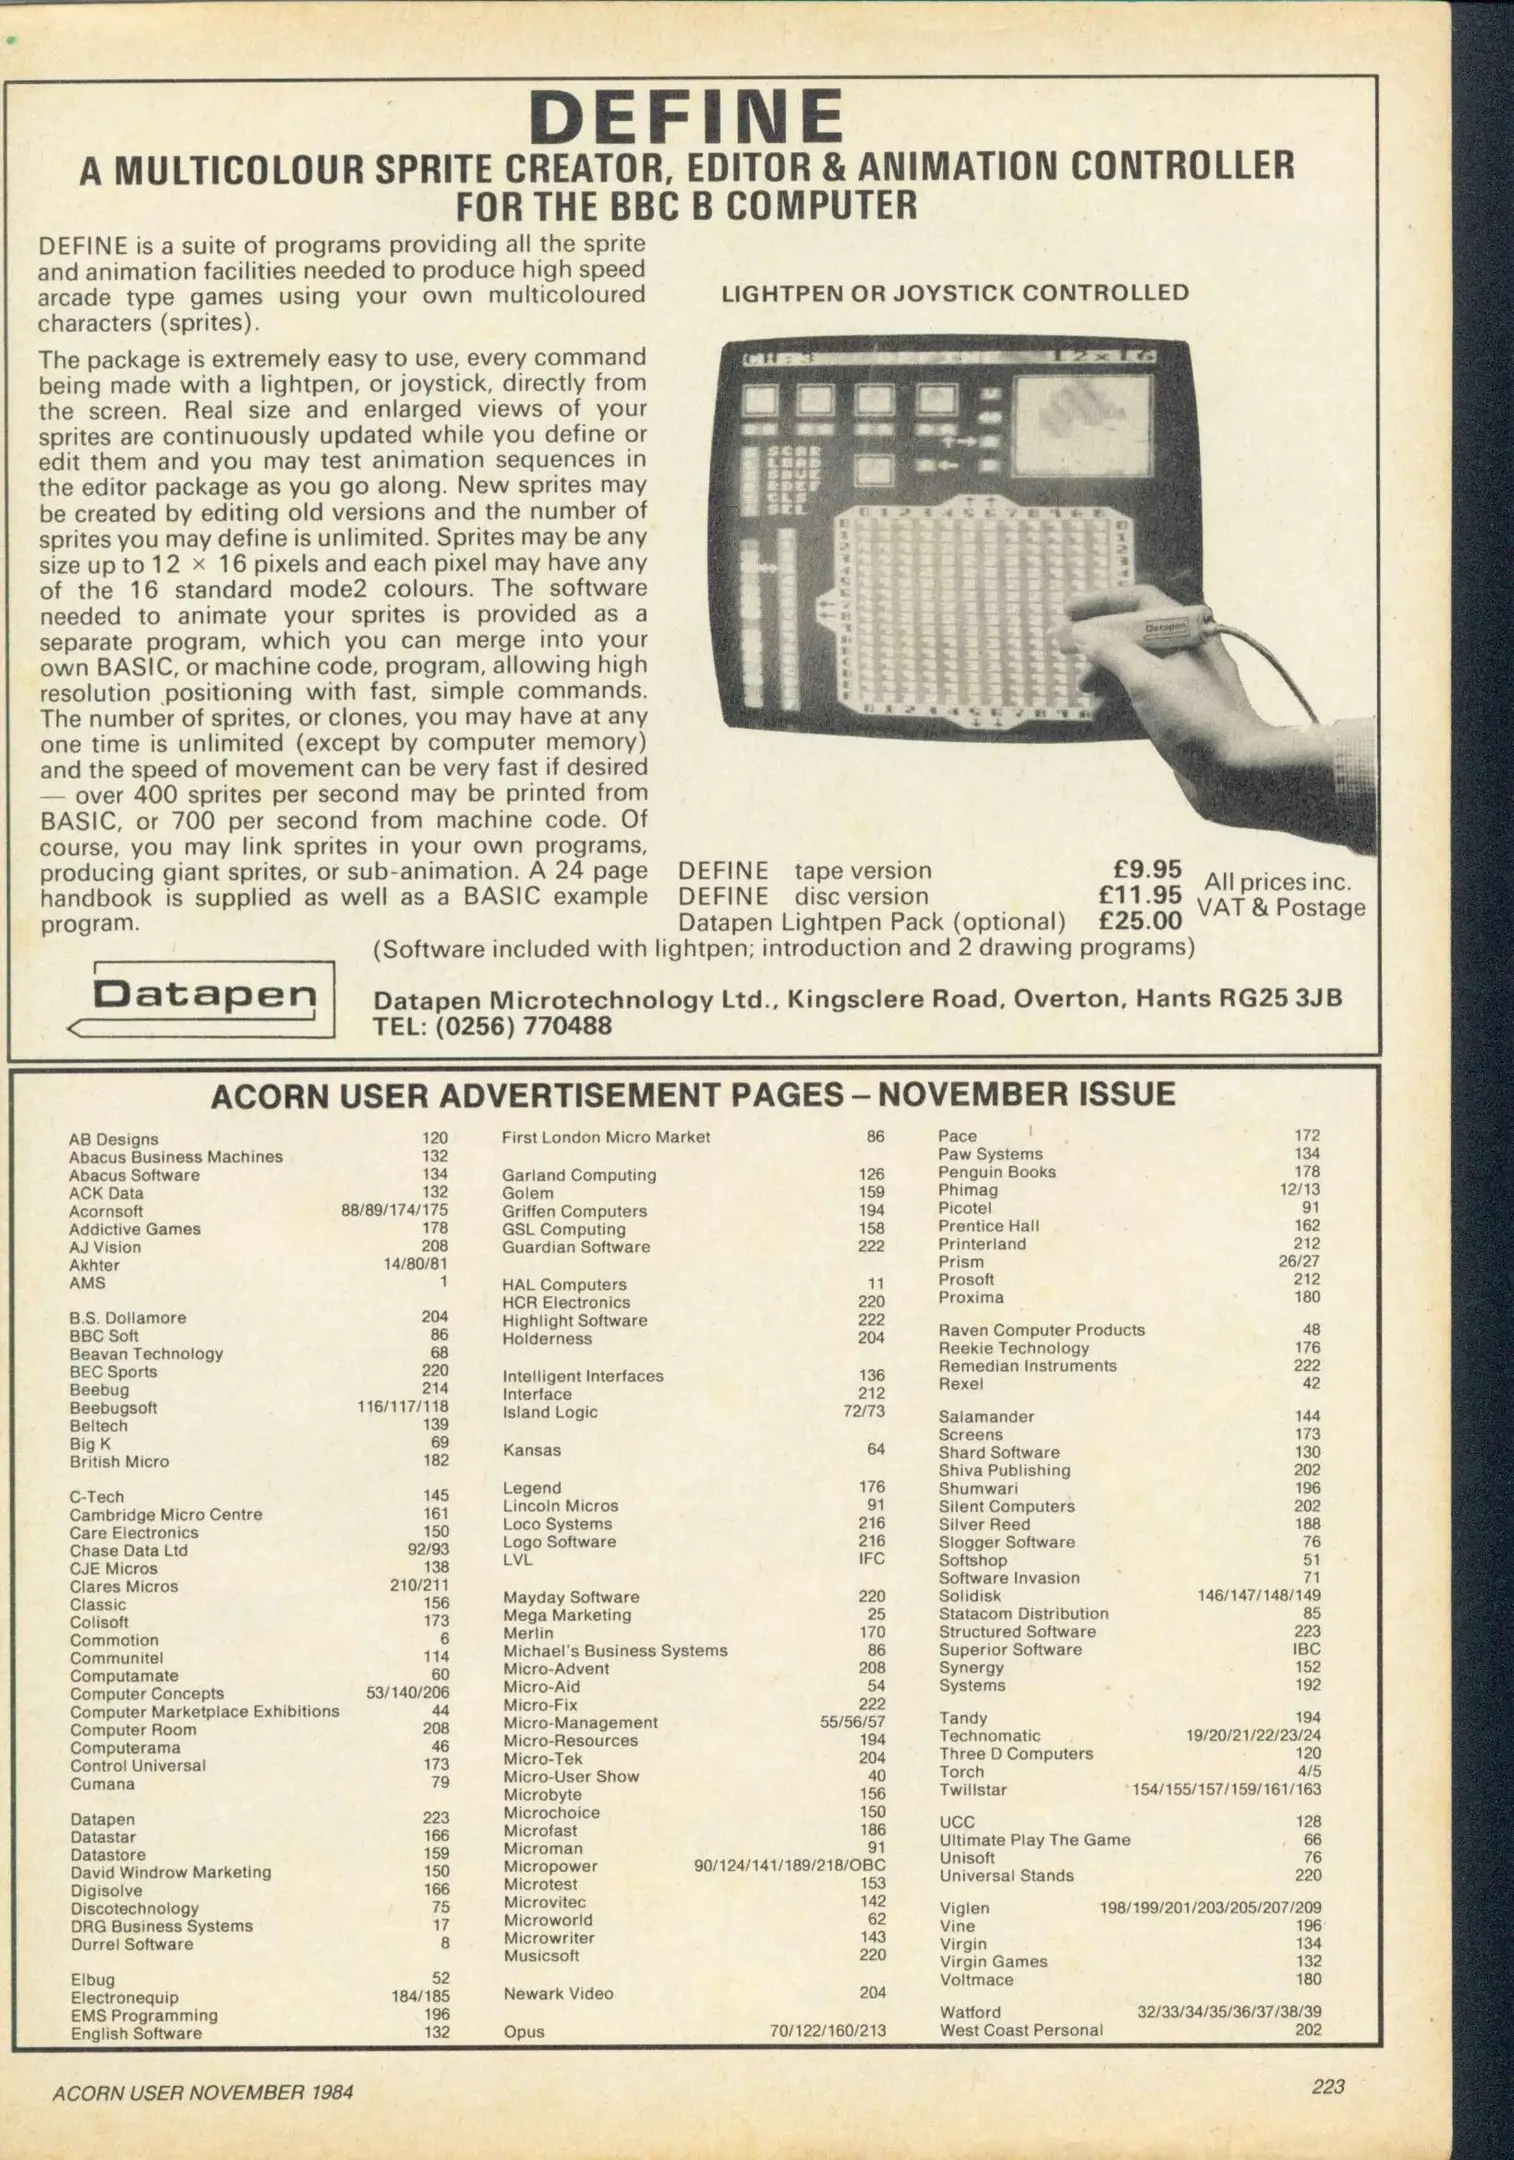 DEFINE
A MULTICOLOUR SPRITE CREATOR, EDITOR & ANIMATION CONTROLLER
FOR THE BBC B COMPUTER
DEFINE is a suite of programs providing all the sprite
and animation facilities needed to produce high speed
arcade type games using your own multicoloured
characters (sprites).
The package is extremely easy to use, every command
being made with a lightpen, or joystick, directly from
the screen. Real size and enlarged views of your
sprites are continuously updated while you define or
edit them and you may test animation sequences in
the editor package as you go along. New sprites may
be created by editing old versions and the number of
sprites you may define is unlimited. Sprites may be any
size up to 12 × 16 pixels and each pixel may have any
of the 16 standard mode2 colours. The software
needed to animate your sprites is provided as a
separate program, which you can merge into your
own BASIC, or machine code, program, allowing high
resolution positioning with fast, simple commands.
The number of sprites, or clones, you may have at any
one time is unlimited (except by computer memory)
and the speed of movement can be very fast if desired
— over 400 sprites per second may be printed from
BASIC, or 700 per second from machine code. Of
course, you may link sprites in your own programs,
producing giant sprites, or sub-animation. A 24 page
handbook is supplied as well as a BASIC example
program.
LIGHTPEN OR JOYSTICK CONTROLLED
CH:3 12x16
Datapen
DEFINE tape version £9.95
DEFINE disc version £11.95
Datapen Lightpen Pack (optional) £25.00
All prices inc.
VAT & Postage
(Software included with lightpen; introduction and 2 drawing programs)
Datapen
Datapen Microtechnology Ltd., Kingsclere Road, Overton, Hants RG25 3JB
TEL: (0256) 770488
ACORN USER ADVERTISEMENT PAGES – NOVEMBER ISSUE
AB Designs 120
Abacus Business Machines 132
Abacus Software 134
ACK Data 132
Acornsoft 88/89/174/175
Addictive Games 178
AJ Vision 208
Akhter 14/80/81
AMS 1
B.S. Dollamore 204
BBC Soft 86
Beavan Technology 68
BEC Sports 220
Beebug 214
Beebugsoft 116/117/118
Beltech 139
Big K 69
British Micro 182
C-Tech 145
Cambridge Micro Centre 161
Care Electronics 150
Chase Data Ltd 92/93
CJE Micros 138
Clares Micros 210/211
Classic 156
Colisoft 173
Commotion 6
Communitel 114
Computamate 60
Computer Concepts 53/140/206
Computer Marketplace Exhibitions 44
Computer Room 208
Computerama 46
Control Universal 173
Cumana 79
Datapen 223
Datastar 166
Datastore 159
David Windrow Marketing 150
Digisolve 166
Discotechnology 75
DRG Business Systems 17
Durrel Software 8
Elbug 52
Electronequip 184/185
EMS Programming 196
English Software 132
First London Micro Market 86
Garland Computing 126
Golem 159
Griffen Computers 194
GSL Computing 158
Guardian Software 222
HAL Computers 11
HCR Electronics 220
Highlight Software 222
Holderness 204
Intelligent Interfaces 136
Interface 212
Island Logic 72/73
Kansas 64
Legend 176
Lincoln Micros 91
Loco Systems 216
Logo Software 216
LVL IFC
Mayday Software 220
Mega Marketing 25
Merlin 170
Michael's Business Systems 86
Micro-Advent 208
Micro-Aid 54
Micro-Fix 222
Micro-Management 55/56/57
Micro-Resources 194
Micro-Tek 204
Micro-User Show 40
Microbyte 156
Microchoice 150
Microfast 186
Microman 91
Micropower 90/124/141/189/218/OBC
Microtest 153
Microvitec 142
Microworld 62
Microwriter 143
Musicsoft 220
Newark Video 204
Opus 70/122/160/213
Pace 172
Paw Systems 134
Penguin Books 178
Phimag 12/13
Picotel 91
Prentice Hall 162
Printerland 212
Prism 26/27
Prosoft 212
Proxima 180
Raven Computer Products 48
Reekie Technology 176
Remedian Instruments 222
Rexel 42
Salamander 144
Screens 173
Shard Software 130
Shiva Publishing 202
Shumwari 196
Silent Computers 202
Silver Reed 188
Slogger Software 76
Softshop 51
Software Invasion 71
Solidisk 146/147/148/149
Statacom Distribution 85
Structured Software 223
Superior Software IBC
Synergy 152
Systems 192
Tandy 194
Technomatic 19/20/21/22/23/24
Three D Computers 120
Torch 4/5
Twillstar 154/155/157/159/161/163
UCC 128
Ultimate Play The Game 66
Unisoft 76
Universal Stands 220
Viglen 198/199/201/203/205/207/209
Vine 196
Virgin 134
Virgin Games 132
Voltmace 180
Watford 32/33/34/35/36/37/38/39
West Coast Personal 202
ACORN USER NOVEMBER 1984
223